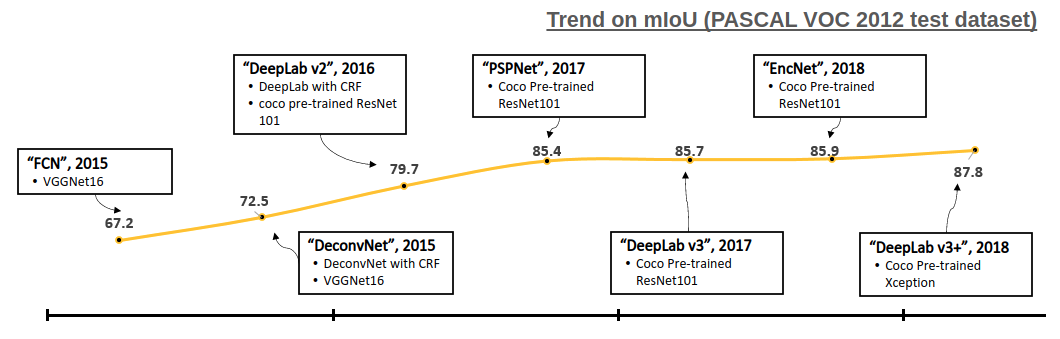 Trend on mIoU (PASCAL VOC 2012 test dataset)
“DeepLab v2”, 2016
• DeepLab with CRF
• coco pre-trained ResNet
101
“PSPNet”, 2017
• Coco Pre-trained
ResNet101
“EncNet”, 2018
• Coco Pre-trained
ResNet101
“FCN”, 2015
• VGGNet16
67.2
72.5
79.7
85.4
85.7
85.9
87.8
“DeconvNet”, 2015
• DeconvNet with CRF
• VGGNet16
“DeepLab v3”, 2017
• Coco Pre-trained
ResNet101
“DeepLab v3+”, 2018
• Coco Pre-trained
Xception